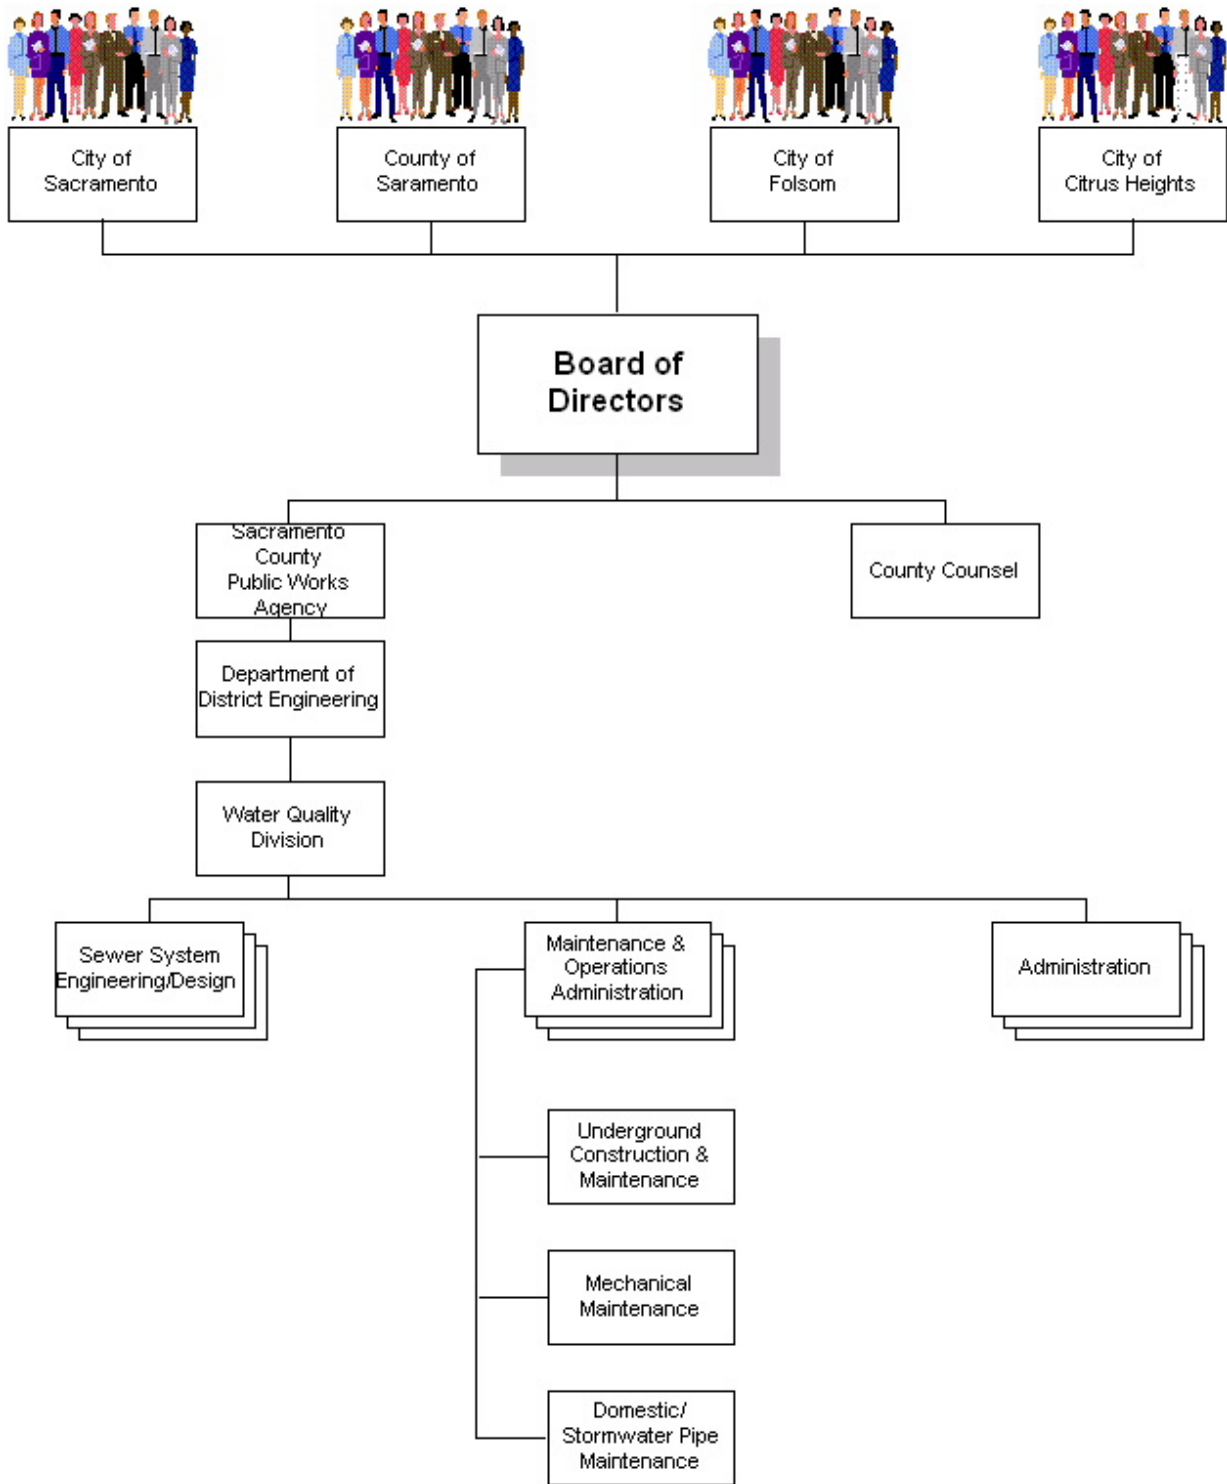 City of
Sacramento
County of
Saramento
City of
Folsom
City of
Citrus Heights
Board of
Directors
Sacramento
County
Public Works
Agency
County Counsel
Department of
District Engineering
Water Quality
Division
Sewer System
Engineering/Design
Maintenance &
Operations
Administration
Administration
Underground
Construction &
Maintenance
Mechanical
Maintenance
Domestic/
Stormwater Pipe
Maintenance